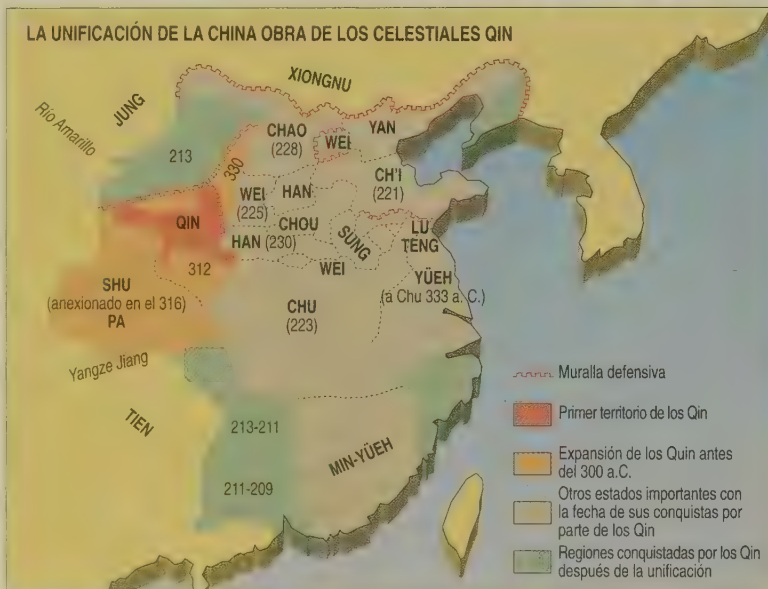 LA UNIFICACIÓN DE LA CHINA OBRA DE LOS CELESTIALES QIN
XIONGNU
JUNG
Río Amarillo
213
330
CHAO
(228)
WEI
YAN
CH'I
(221)
WEI
(225)
HAN
QIN
CHOU
HAN (230)
SUNG
LU
TENG
312
WEI
SHU
(anexionado en el 316)
PA
YÜEH
(a Chu 333 a. C.)
CHU
(223)
Yangze Jiang
TIEN
213-211
211-209
MIN-YÜEH
Muralla defensiva
Primer territorio de los Qin
Expansión de los Quin antes
del 300 a.C.
Otros estados importantes con
la fecha de sus conquistas por
parte de los Qin
Regiones conquistadas por los Qin
después de la unificación